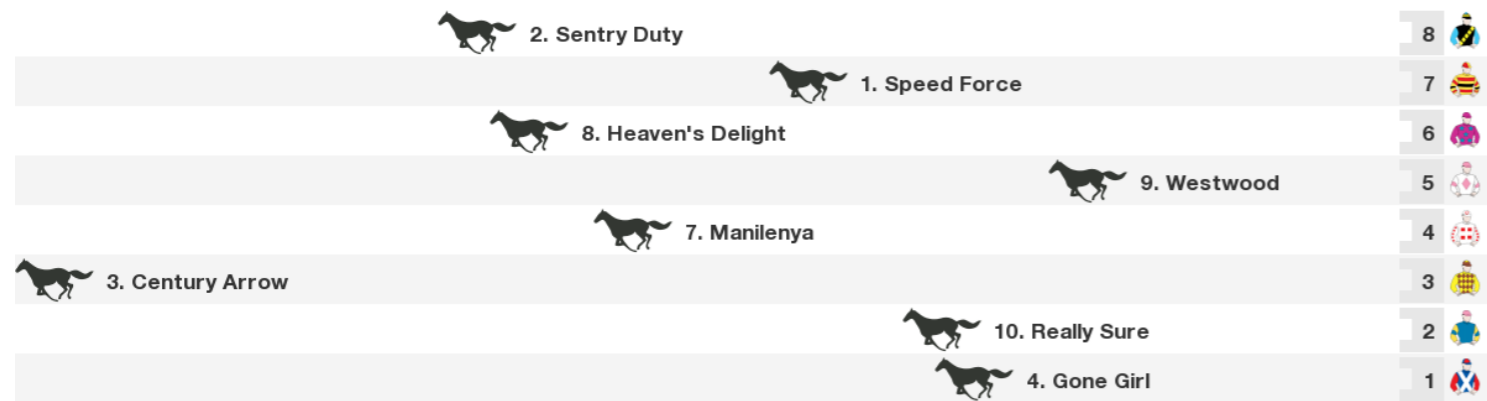 2. Sentry Duty 8
1. Speed Force 7
8. Heaven's Delight 6
9. Westwood 5
7. Manilenya 4
3. Century Arrow 3
10. Really Sure 2
4. Gone Girl 1